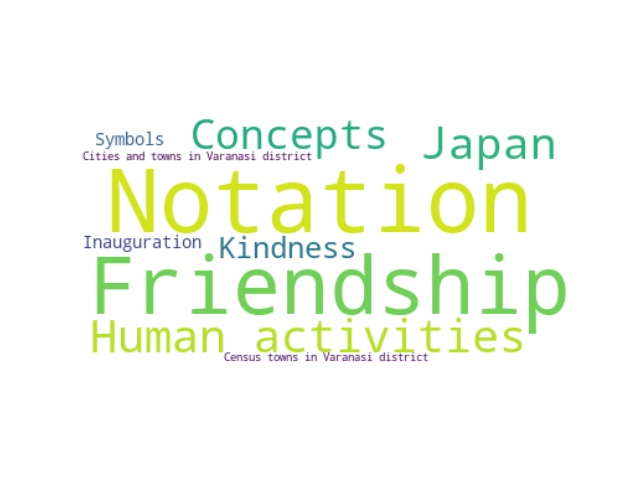 Symbols Concepts Japan
Cities and towns in Varanasi district
Notation
Inauguration Kindness
Friendship
Human activities
Census towns in Varanasi district